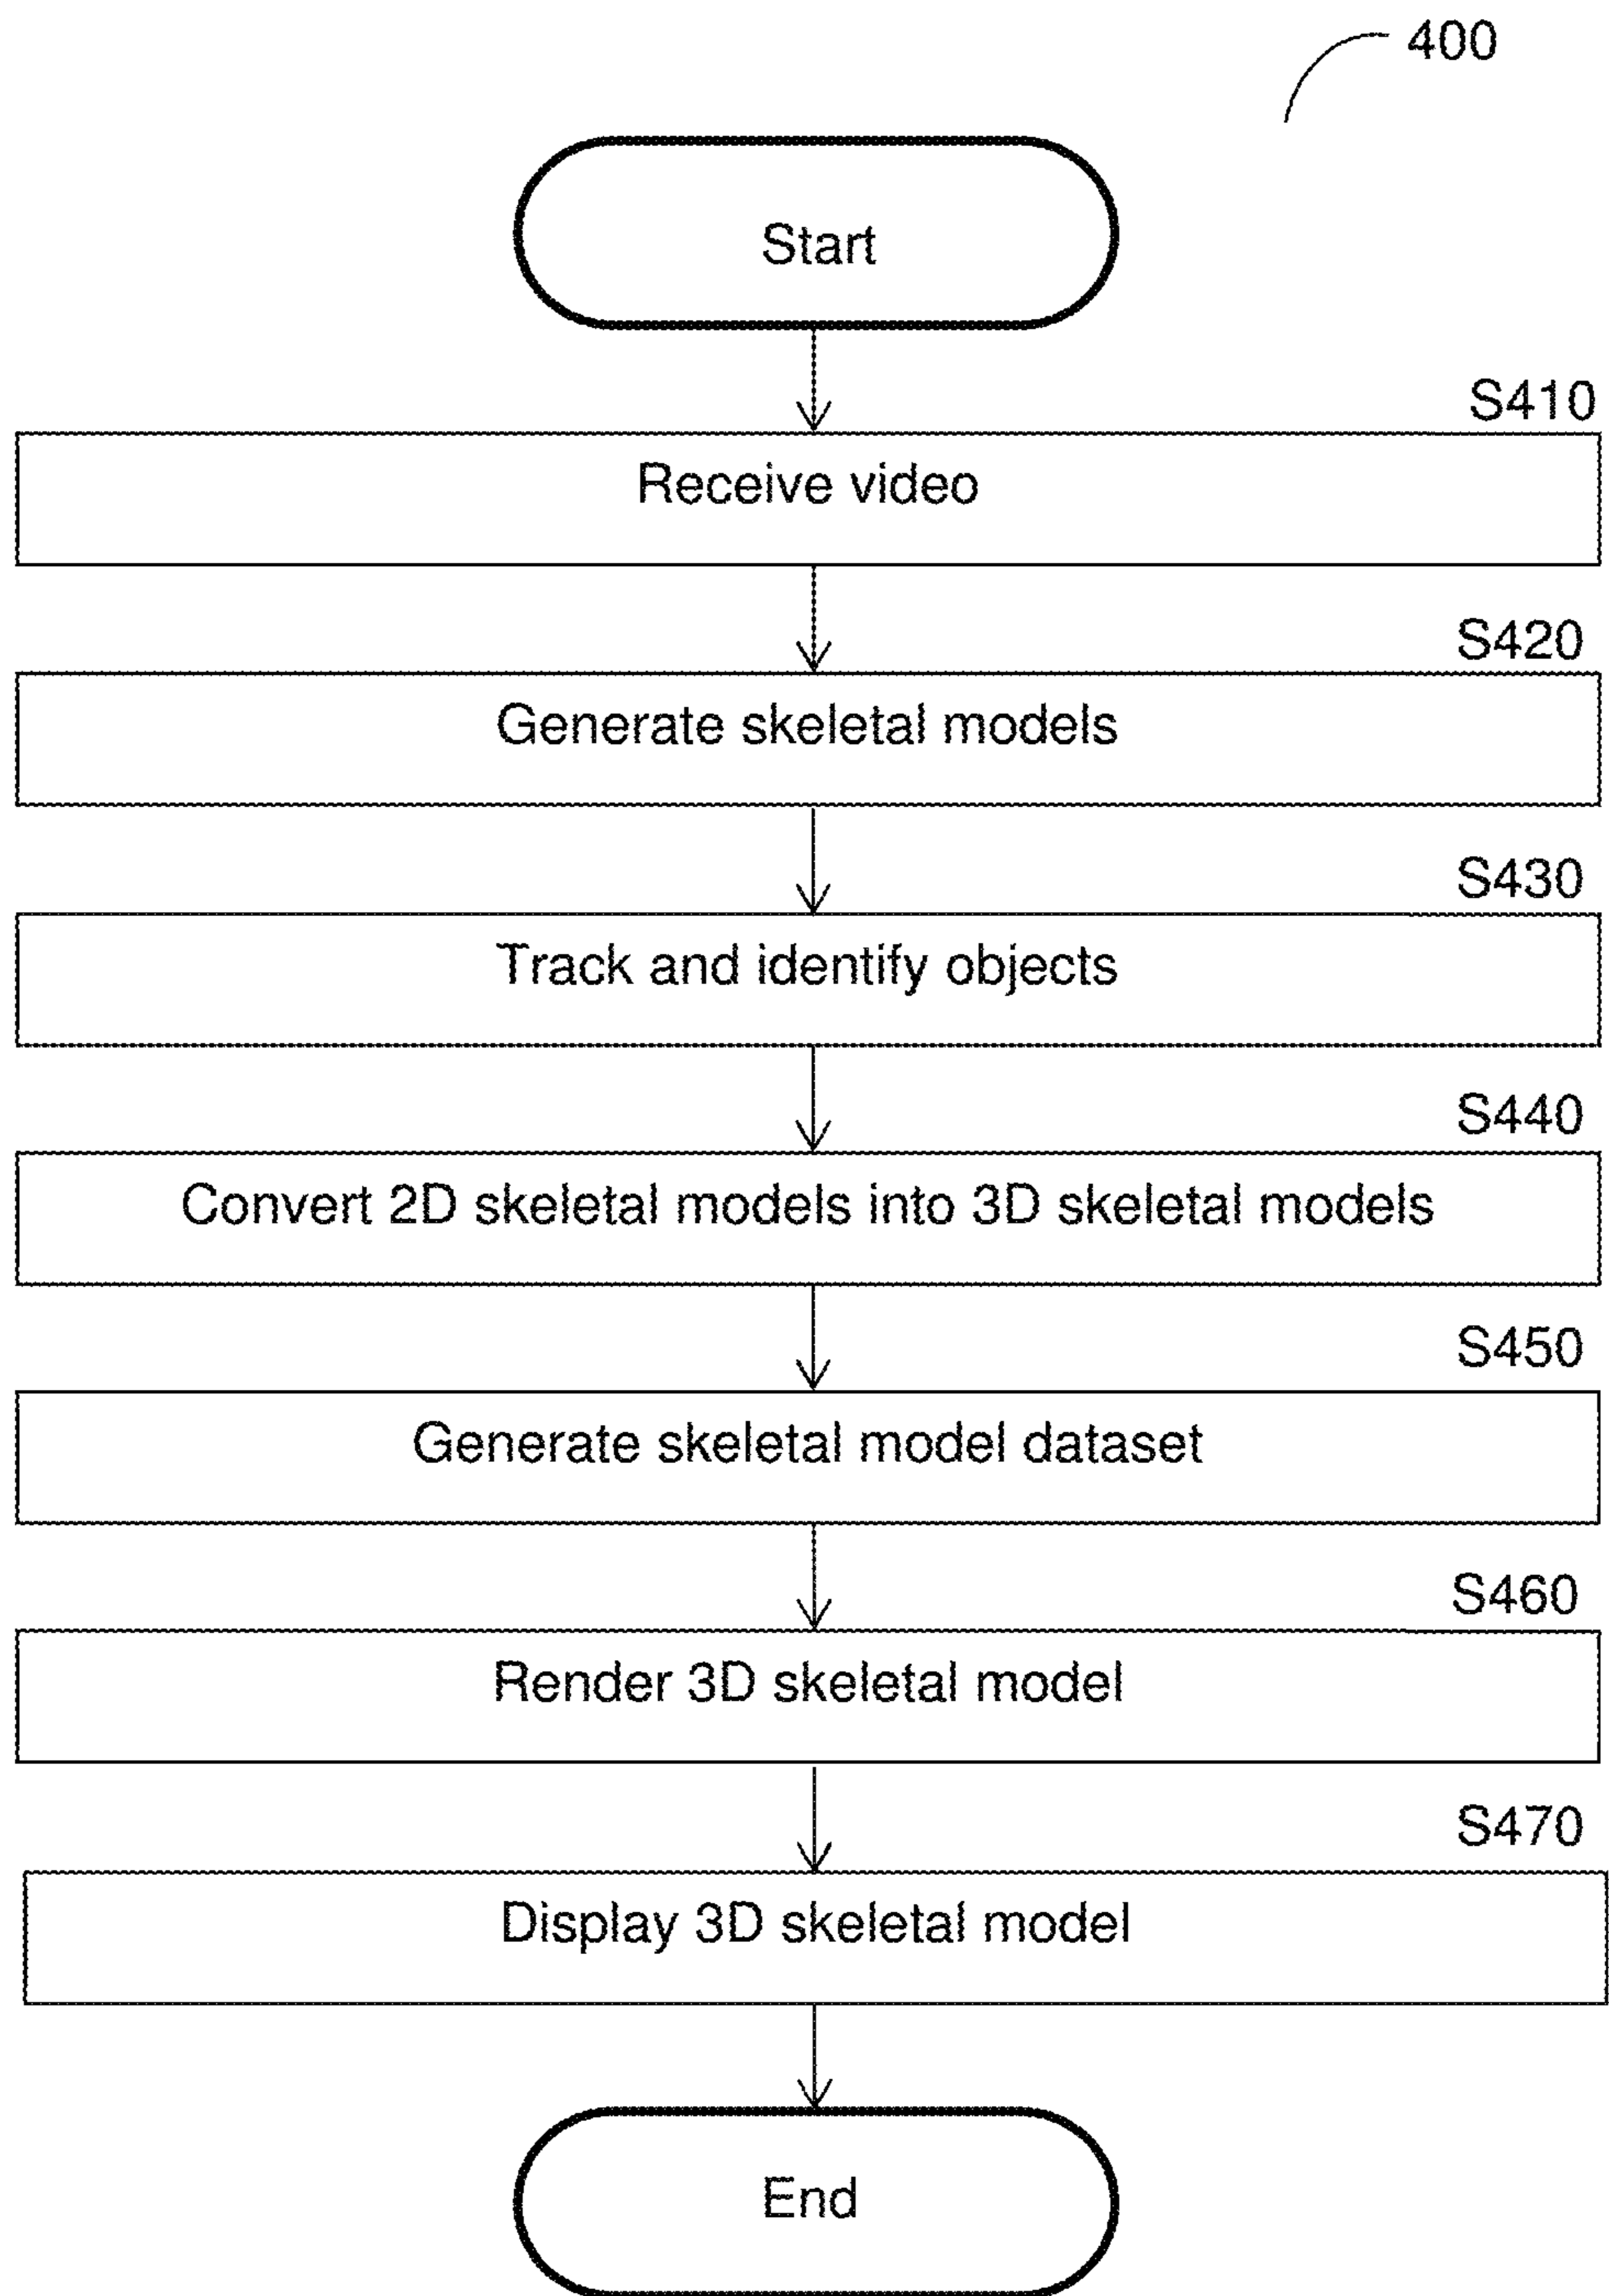 400
Start
S410
Receive video
S420
Generate skeletal models
S430
Track and identify objects
S440
Convert 2D skeletal models into 3D skeletal models
S450
Generate skeletal model dataset
S460
Render 3D skeletal model
S470
Display 3D skeletal model
End